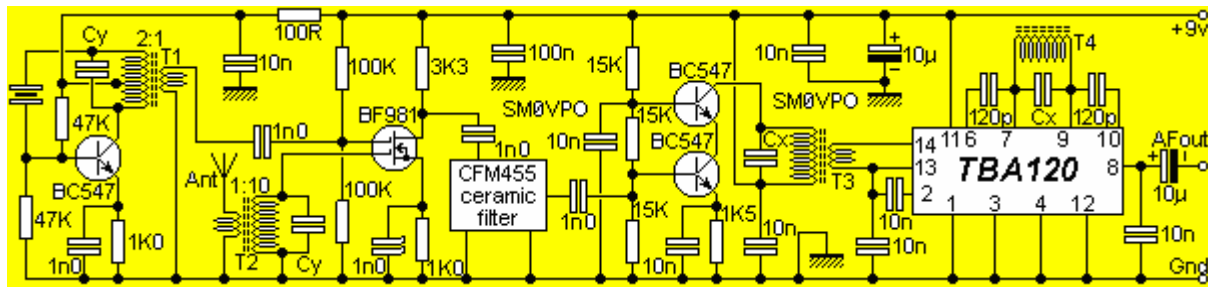 Cy
2:1
T1
100R
10n
100K
3K3
100n
15K
BC547
10n
10µ
+
-
+9v
T4
SMØVPO
SMØVPO
47K
BF981
1n0
15K
BC547
10n
Cx
120p
Cx
120p
11
6
7
9
10
14
13
2
TBA120
8
1
3
4
12
AFout
+
-
10µ
BC547
Ant
1:10
1n0
CFM455
ceramic
filter
1n0
T3
47K
100K
15K
1K5
10n
10n
10n
10n
1n0
1K0
T2
Cy
1n0
1K0
10n
Gnd